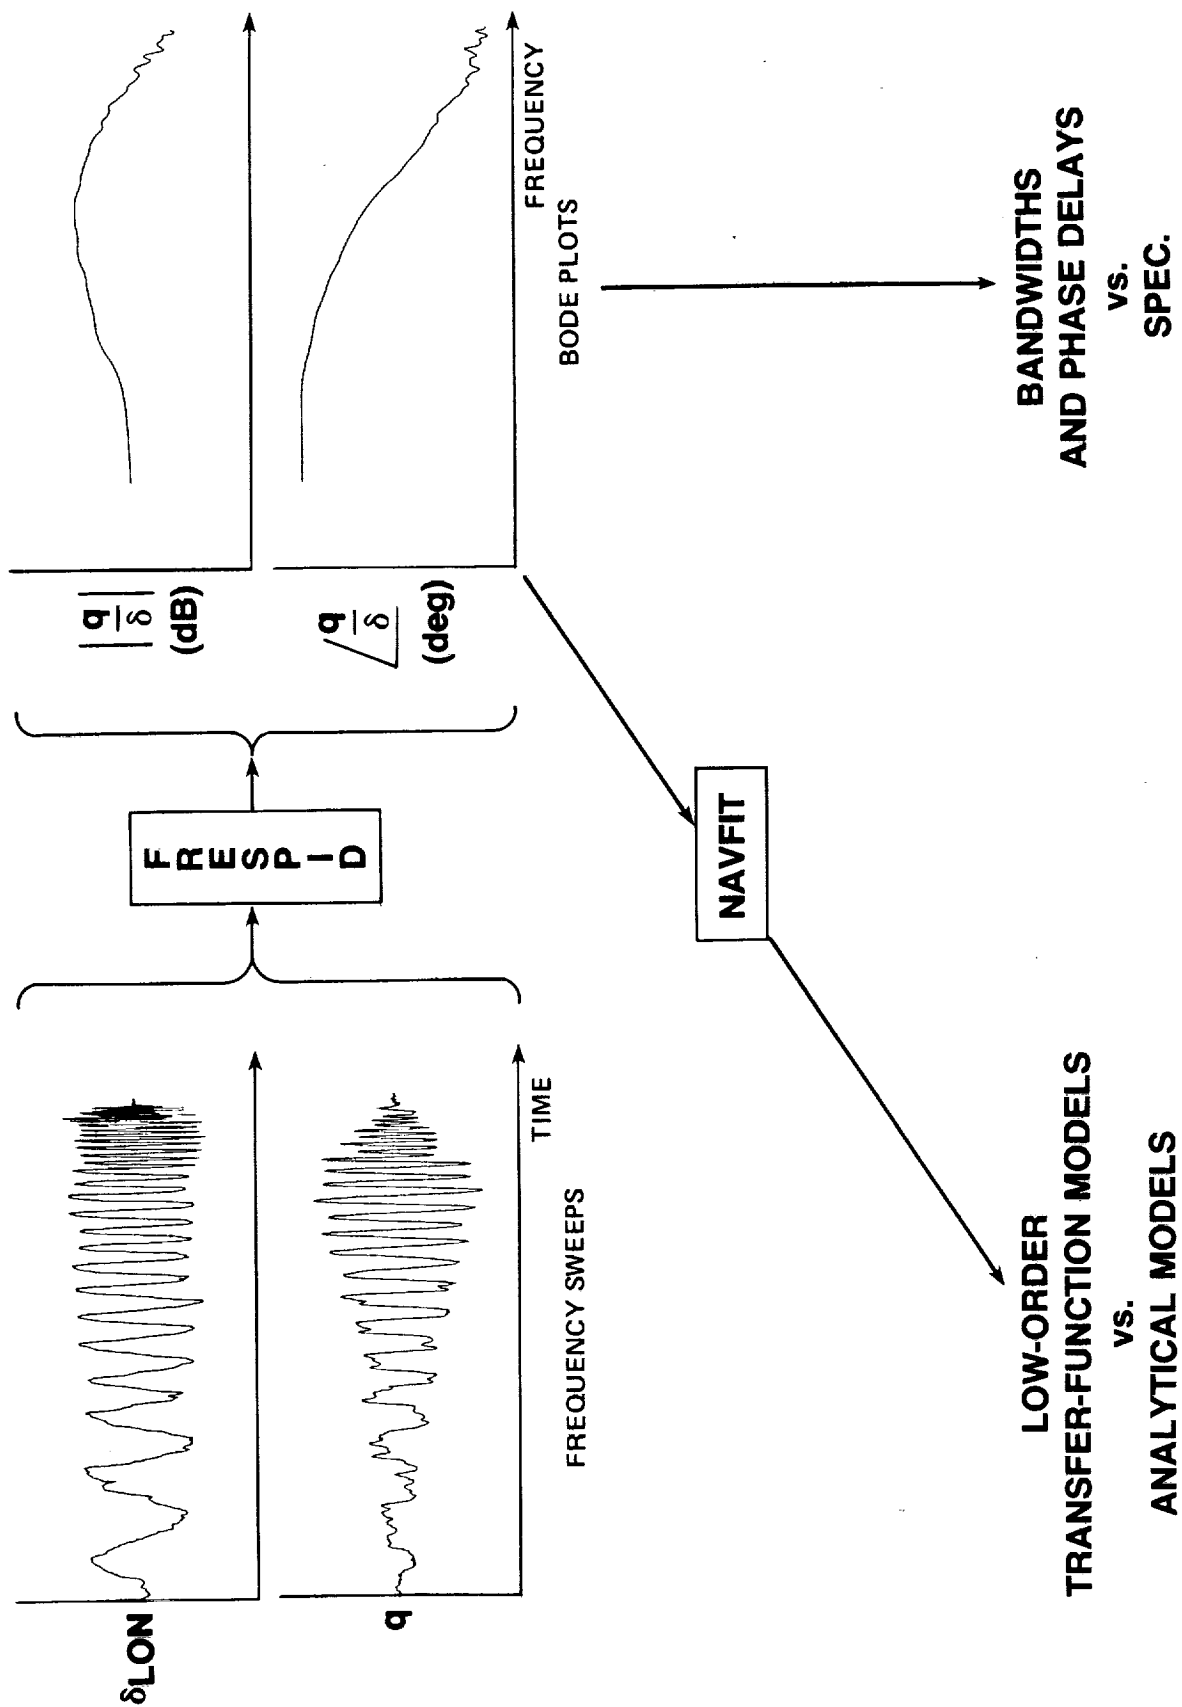 δLON
q
TIME
FREQUENCY SWEEPS
FRESPID
|q/δ|
(dB)
∠q/δ
(deg)
FREQUENCY
BODE PLOTS
NAVFIT
LOW-ORDER
TRANSFER-FUNCTION MODELS
vs.
ANALYTICAL MODELS
BANDWIDTHS
AND PHASE DELAYS
vs.
SPEC.